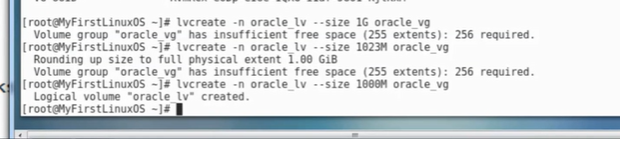 [root@MyFirstLinuxOS ~]# lvcreate -n oracle_lv --size 1G oracle_vg
Volume group "oracle_vg" has insufficient free space (255 extents): 256 required.
[root@MyFirstLinuxOS ~]# lvcreate -n oracle_lv --size 1023M oracle_vg
Rounding up size to full physical extent 1.00 GiB
Volume group "oracle_vg" has insufficient free space (255 extents): 256 required.
[root@MyFirstLinuxOS ~]# lvcreate -n oracle_lv --size 1000M oracle_vg
Logical volume "oracle_lv" created.
[root@MyFirstLinuxOS ~]#